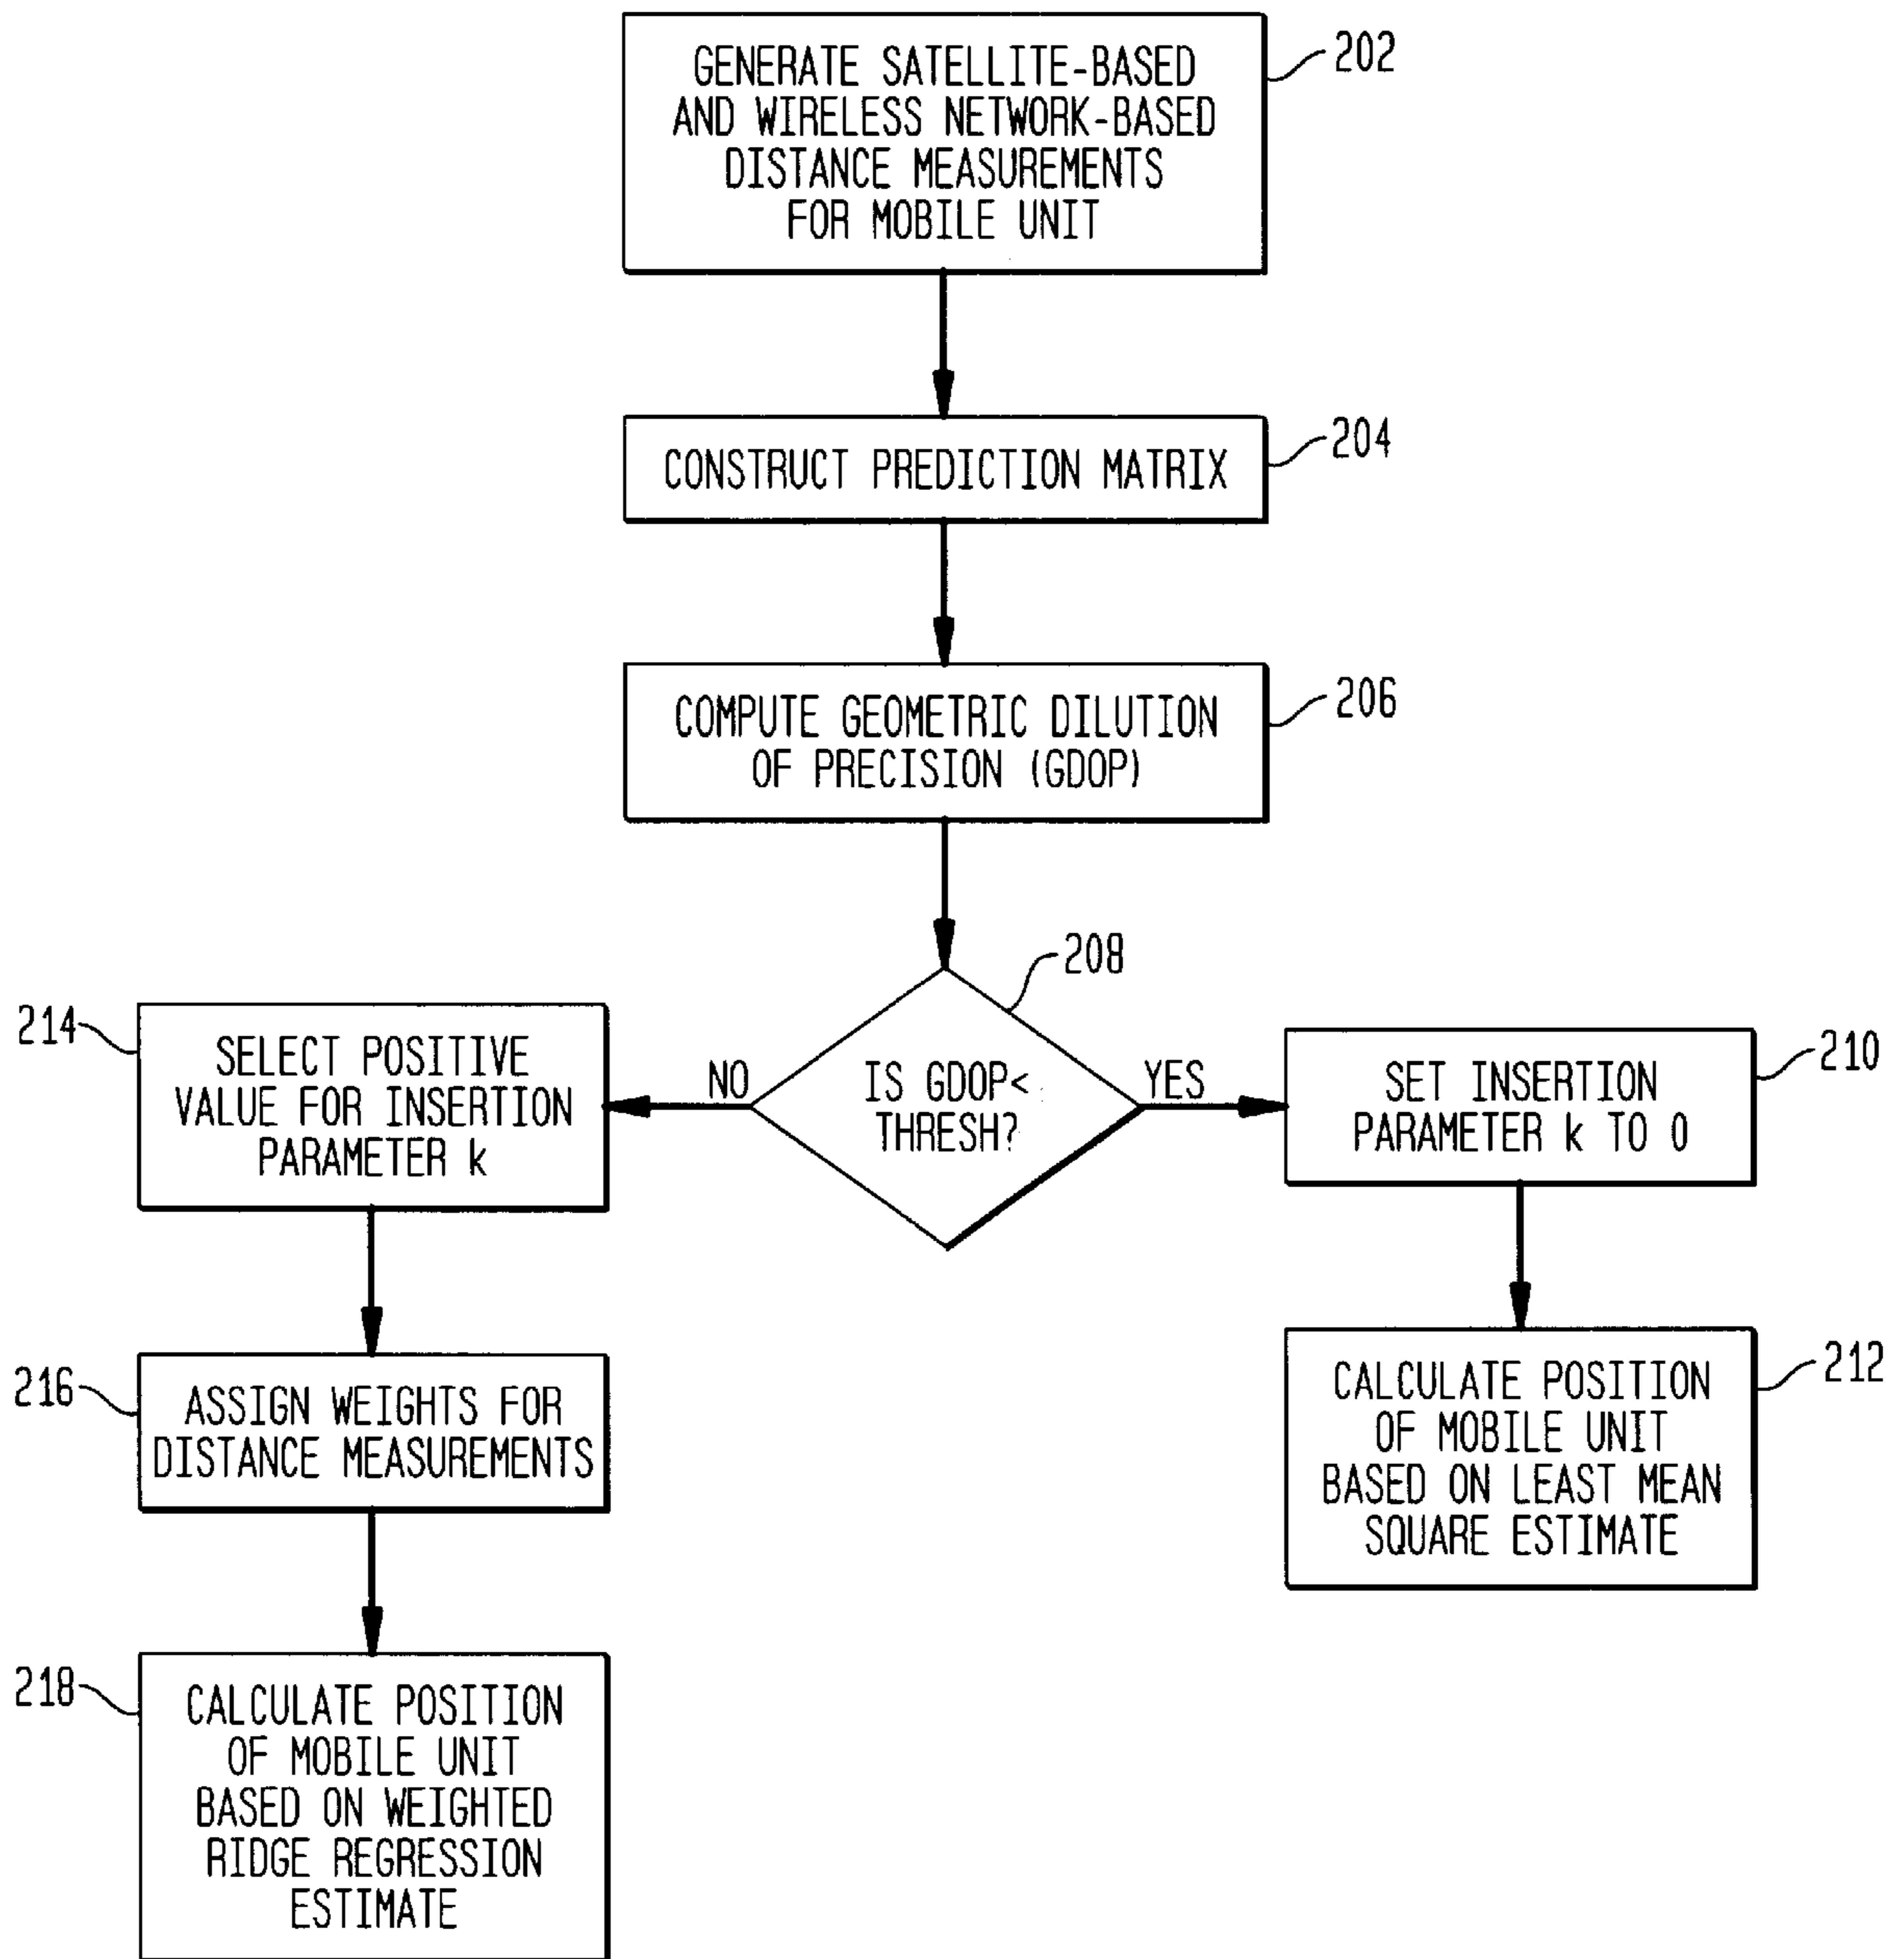 GENERATE SATELLITE-BASED
AND WIRELESS NETWORK-BASED
DISTANCE MEASUREMENTS
FOR MOBILE UNIT
202
CONSTRUCT PREDICTION MATRIX
204
COMPUTE GEOMETRIC DILUTION
OF PRECISION (GDOP)
206
208
IS GDOP<
THRESH?
NO
YES
214
SELECT POSITIVE
VALUE FOR INSERTION
PARAMETER k
210
SET INSERTION
PARAMETER k TO 0
216
ASSIGN WEIGHTS FOR
DISTANCE MEASUREMENTS
212
CALCULATE POSITION
OF MOBILE UNIT
BASED ON LEAST MEAN
SQUARE ESTIMATE
218
CALCULATE POSITION
OF MOBILE UNIT
BASED ON WEIGHTED
RIDGE REGRESSION
ESTIMATE